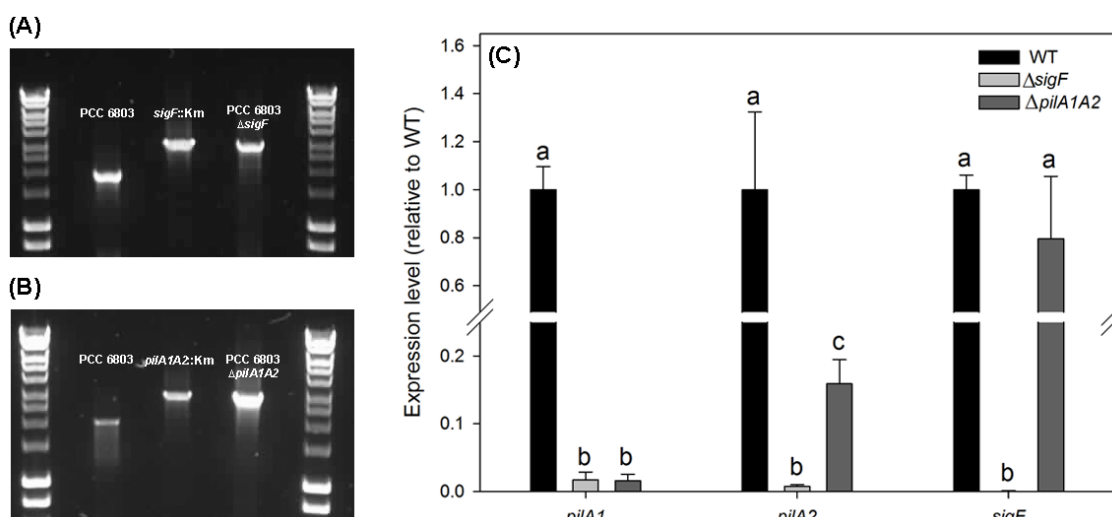 (A)
PCC 6803
sigF::Km
PCC 6803
ΔsigF
(B)
PCC 6803
pilA1A2::Km
PCC 6803
ΔpilA1A2
(C)
WT
ΔsigF
ΔpilA1A2
Expression level (relative to WT)
1.6
1.4
1.2
1.0
0.8
0.6
0.2
0.1
0.0
a
b
b
a
b
c
a
b
a
pilA1
pilA2
sigF